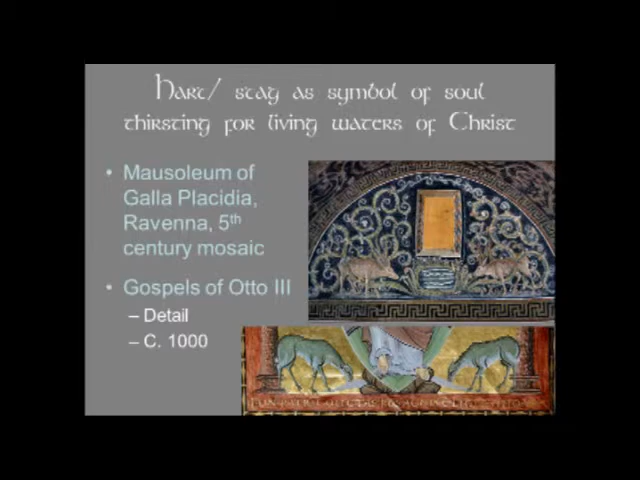 Hart/ stag as symbol of soul
thirsting for living waters of Christ
• Mausoleum of
Galla Placidia,
Ravenna, 5th
century mosaic
• Gospels of Otto III
– Detail
– C. 1000